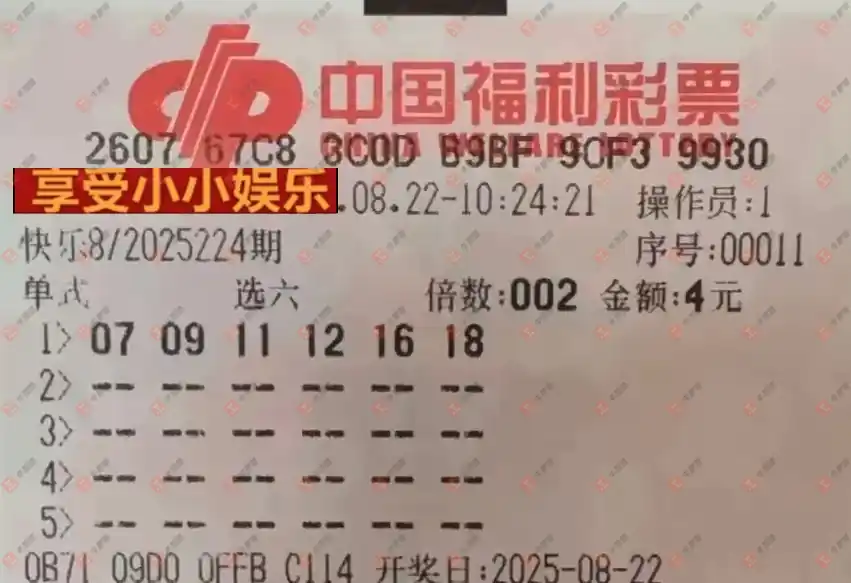 中国福利彩票
CHINA WELFARE LOTTERY
2607 67C8 3C0D B9BF 9CF3 9930
享受小小娱乐 .08.22-10:24:21 操作员:1
快乐8/2025224期 序号:00011
单式 选六 倍数:002 金额:4元
1> 07 09 11 12 16 18
2> -- -- -- -- -- --
3> -- -- -- -- -- --
4> -- -- -- -- -- --
5> -- -- -- -- -- --
0B71 09D0 0FFB C114 开奖日:2025-08-22